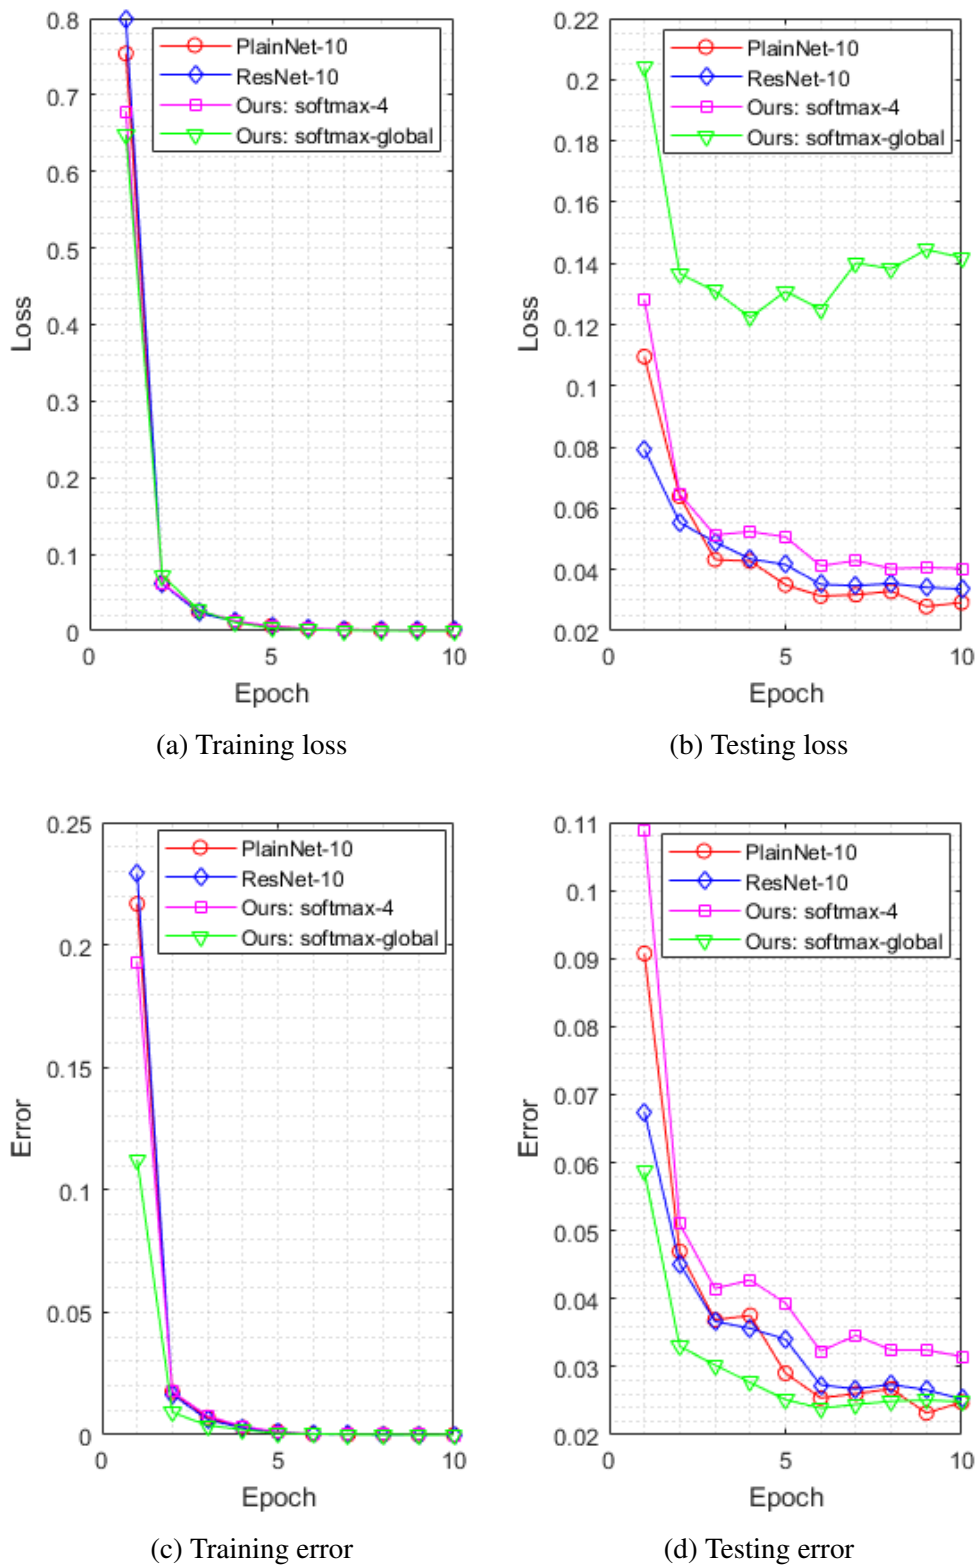 0.8
0.7
0.6
0.5
0.4
0.3
0.2
0.1
0
Loss
PlainNet-10
ResNet-10
Ours: softmax-4
Ours: softmax-global
0 5 10
Epoch
(a) Training loss
0.22
0.2
0.18
0.16
0.14
0.12
0.1
0.08
0.06
0.04
0.02
Loss
PlainNet-10
ResNet-10
Ours: softmax-4
Ours: softmax-global
0 5 10
Epoch
(b) Testing loss
0.25
0.2
0.15
0.1
0.05
0
Error
PlainNet-10
ResNet-10
Ours: softmax-4
Ours: softmax-global
0 5 10
Epoch
(c) Training error
0.11
0.1
0.09
0.08
0.07
0.06
0.05
0.04
0.03
0.02
Error
PlainNet-10
ResNet-10
Ours: softmax-4
Ours: softmax-global
0 5 10
Epoch
(d) Testing error